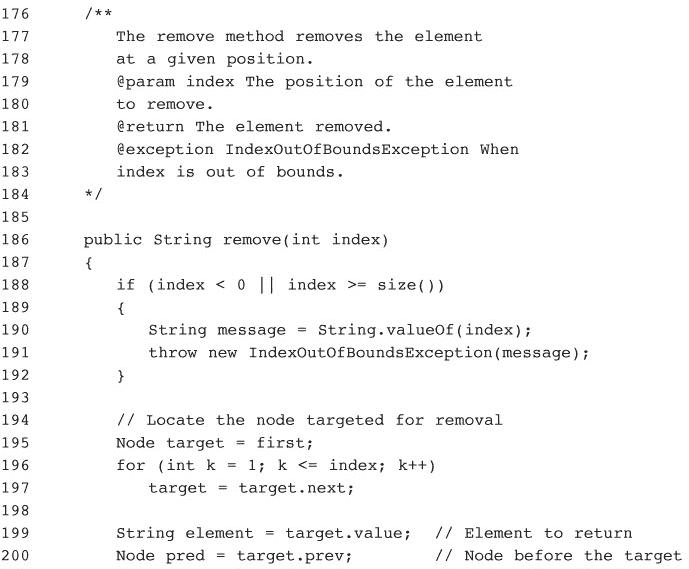 176 /**
177 The remove method removes the element
178 at a given position.
179 @param index The position of the element
180 to remove.
181 @return The element removed.
182 @exception IndexOutOfBoundsException When
183 index is out of bounds.
184 */
185
186 public String remove(int index)
187 {
188 if (index < 0 || index >= size())
189 {
190 String message = String.valueOf(index);
191 throw new IndexOutOfBoundsException(message);
192 }
193
194 // Locate the node targeted for removal
195 Node target = first;
196 for (int k = 1; k <= index; k++)
197 target = target.next;
198
199 String element = target.value; // Element to return
200 Node pred = target.prev; // Node before the target